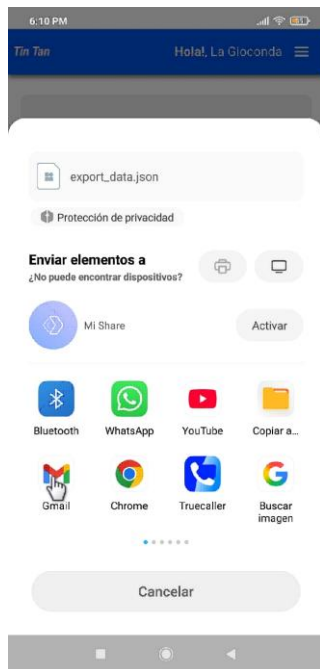 6:10 PM
Tin Tan
Hola!, La Gioconda
export_data.json
Protección de privacidad
Enviar elementos a
¿No puede encontrar dispositivos?
Mi Share
Activar
Bluetooth
WhatsApp
YouTube
Copiar a...
Gmail
Chrome
Truecaller
Buscar
imagen
Cancelar